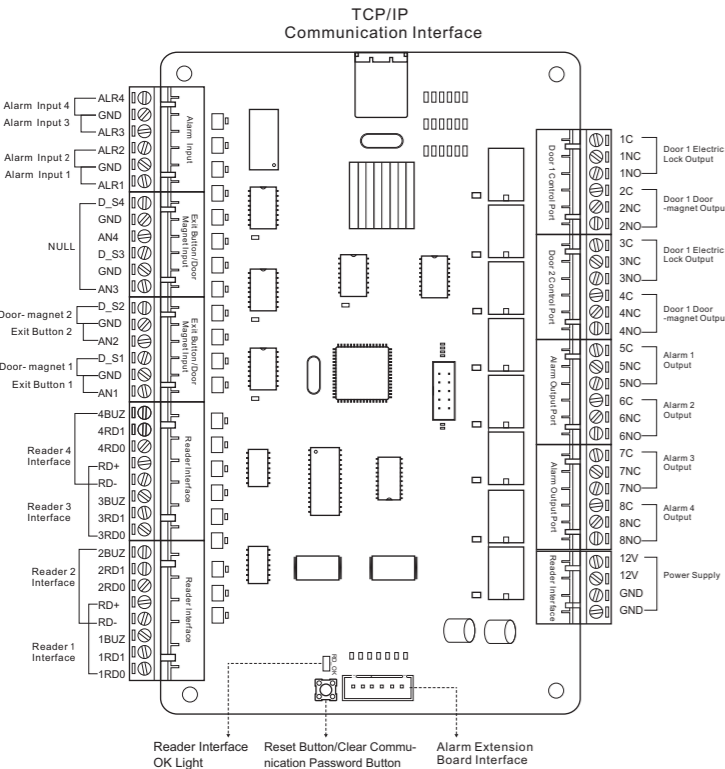 TCP/IP
Communication Interface
Alarm Input 4
Alarm Input 3
Alarm Input 2
Alarm Input 1
NULL
Door- magnet 2
Exit Button 2
Door- magnet 1
Exit Button 1
Reader 4
Interface
Reader 3
Interface
Reader 2
Interface
Reader 1
Interface
ALR4
GND
ALR3
ALR2
GND
ALR1
D_S4
GND
AN4
D_S3
GND
AN3
D_S2
GND
AN2
D_S1
GND
AN1
4BUZ
4RD1
4RD0
RD+
RD-
3BUZ
3RD1
3RD0
2BUZ
2RD1
2RD0
RD+
RD-
1BUZ
1RD1
1RD0
Alarm Input
Exit Button/Door
Magnet Input
Exit Button/Door
Magnet Input
Reader Interface
Reader Interface
Door 1 Control Port
Door 2 Control Port
Alarm Output Port
Alarm Output Port
Reader Interface
1C
1NC
1NO
2C
2NC
2NO
3C
3NC
3NO
4C
4NC
4NO
5C
5NC
5NO
6C
6NC
6NO
7C
7NC
7NO
8C
8NC
8NO
12V
12V
GND
GND
Door 1 Electric
Lock Output
Door 1 Door
-magnet Outpu
Door 1 Electric
Lock Output
Door 1 Door
-magnet Outpu
Alarm 1
Output
Alarm 2
Output
Alarm 3
Output
Alarm 4
Output
Power Supply
RD OK
Reader Interface
OK Light
Reset Button/Clear Commu-
nication Password Button
Alarm Extension
Board Interface